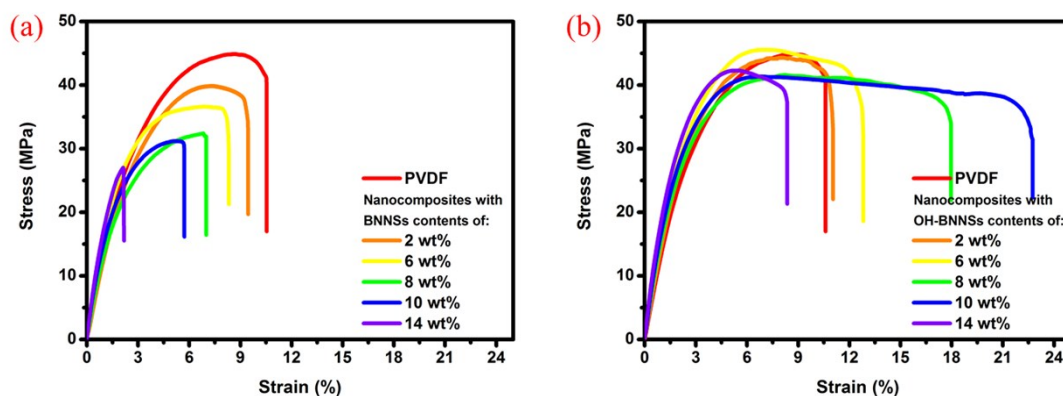 (a)
50
40
30
20
10
0
Stress (MPa)
0 3 6 9 12 15 18 21 24
Strain (%)
PVDF
Nanocomposites with
BNNSs contents of:
2 wt%
6 wt%
8 wt%
10 wt%
14 wt%
(b)
50
40
30
20
10
0
Stress (MPa)
0 3 6 9 12 15 18 21 24
Strain (%)
PVDF
Nanocomposites with
OH-BNNSs contents of:
2 wt%
6 wt%
8 wt%
10 wt%
14 wt%